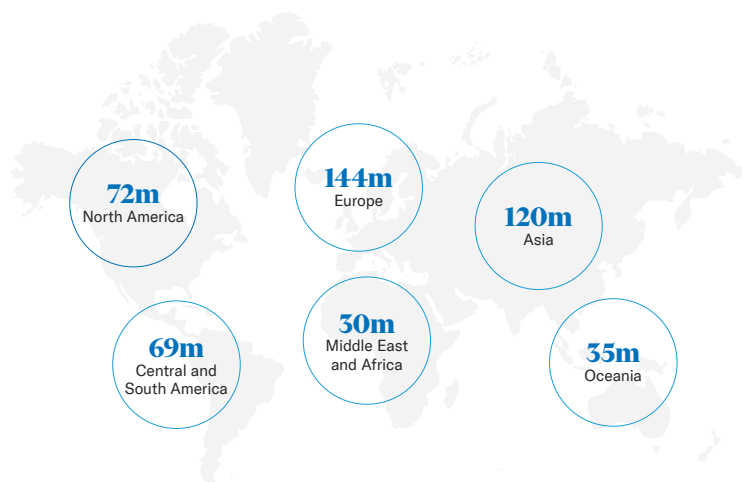 72m
North America
144m
Europe
120m
Asia
69m
Central and
South America
30m
Middle East
and Africa
35m
Oceania